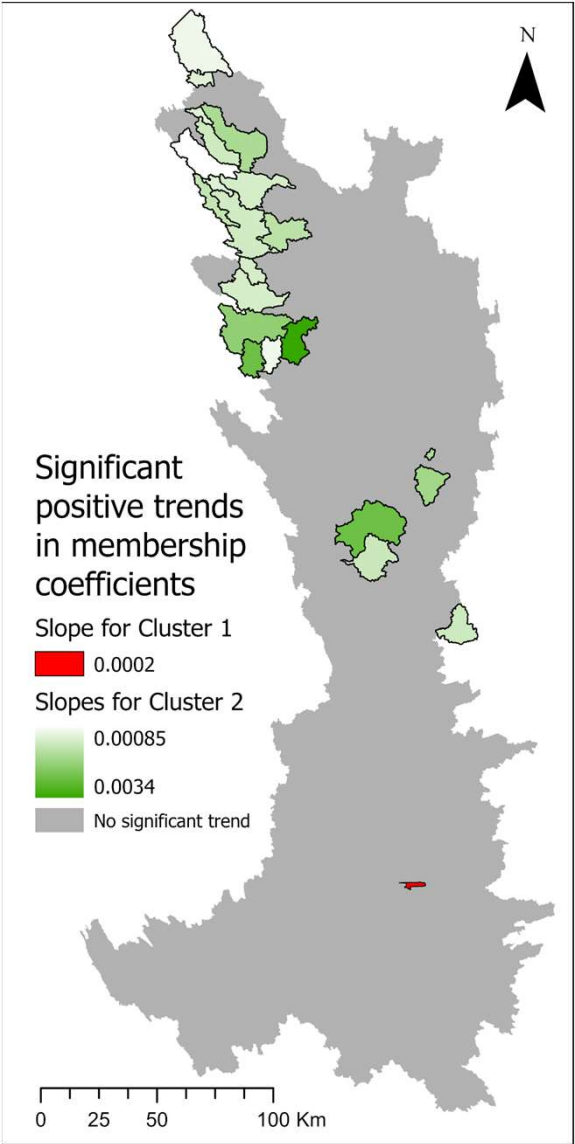 N
Significant
positive trends
in membership
coefficients
Slope for Cluster 1
0.0002
Slopes for Cluster 2
0.00085
0.0034
No significant trend
0 25 50 100 Km